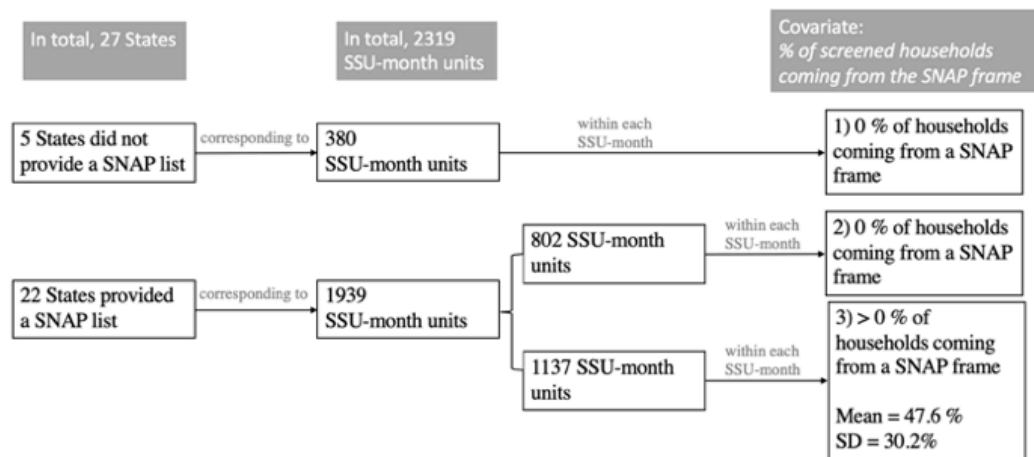 In total, 27 States
In total, 2319
SSU-month units
Covariate:
% of screened households
coming from the SNAP frame
5 States did not
provide a SNAP list
corresponding to
380
SSU-month units
within each
SSU-month
1) 0 % of households
coming from a SNAP
frame
22 States provided
a SNAP list
corresponding to
1939
SSU-month units
802 SSU-month
units
within each
SSU-month
2) 0 % of households
coming from a SNAP
frame
1137 SSU-month
units
within each
SSU-month
3) > 0 % of
households coming
from a SNAP frame
Mean = 47.6 %
SD = 30.2%